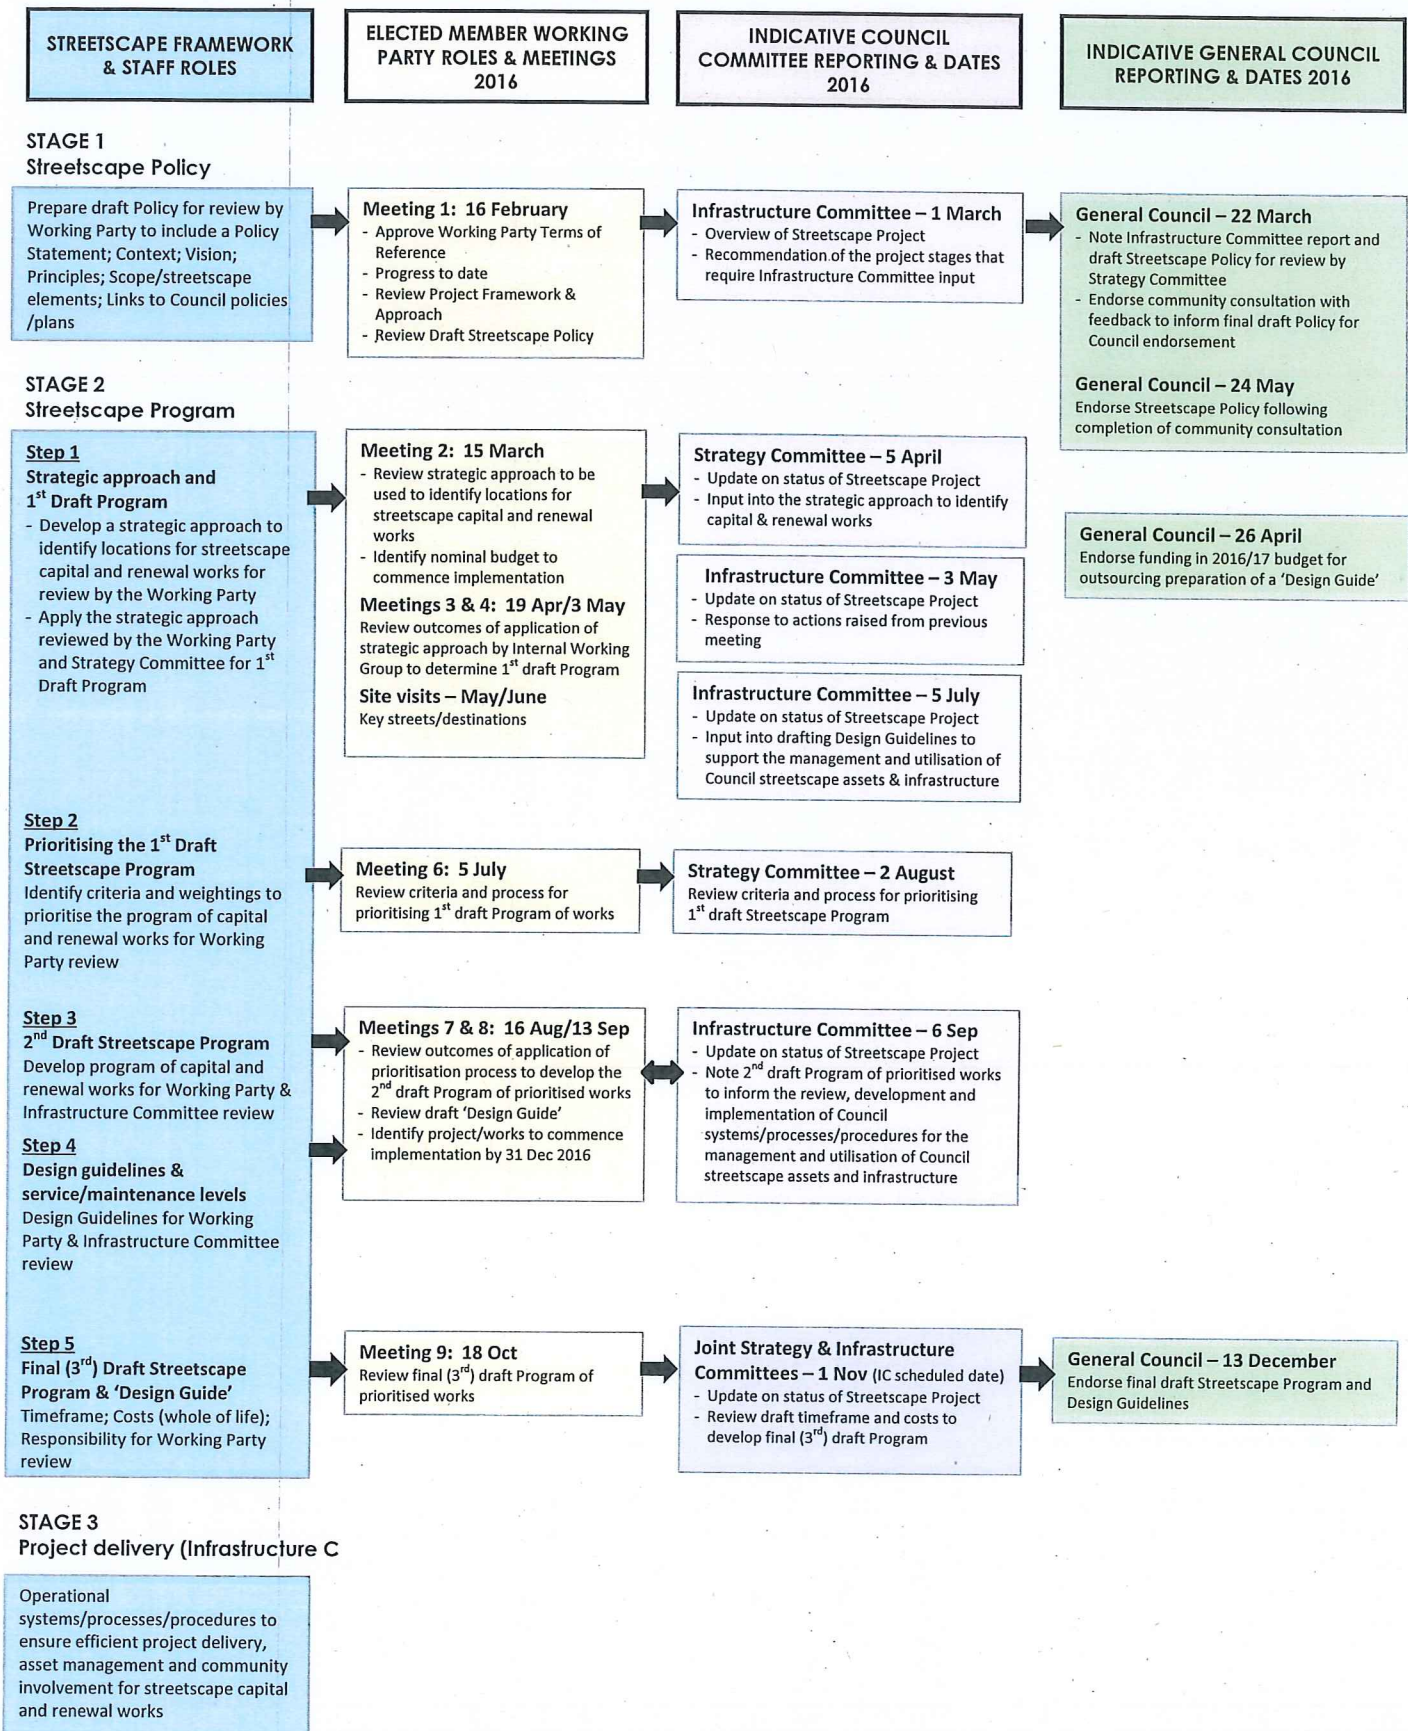 STREETSCAPE FRAMEWORK
& STAFF ROLES
ELECTED MEMBER WORKING
PARTY ROLES & MEETINGS
2016
INDICATIVE COUNCIL
COMMITTEE REPORTING & DATES
2016
INDICATIVE GENERAL COUNCIL
REPORTING & DATES 2016
STAGE 1
Streetscape Policy
Prepare draft Policy for review by
Working Party to include a Policy
Statement; Context; Vision;
Principles; Scope/streetscape
elements; Links to Council policies
/plans
Meeting 1: 16 February
- Approve Working Party Terms of
Reference
- Progress to date
- Review Project Framework &
Approach
- Review Draft Streetscape Policy
Infrastructure Committee – 1 March
- Overview of Streetscape Project
- Recommendation of the project stages that
require Infrastructure Committee input
General Council – 22 March
- Note Infrastructure Committee report and
draft Streetscape Policy for review by
Strategy Committee
- Endorse community consultation with
feedback to inform final draft Policy for
Council endorsement
General Council – 24 May
Endorse Streetscape Policy following
completion of community consultation
STAGE 2
Streetscape Program
Step 1
Strategic approach and
1st Draft Program
- Develop a strategic approach to
identify locations for streetscape
capital and renewal works for
review by the Working Party
- Apply the strategic approach
reviewed by the Working Party
and Strategy Committee for 1st
Draft Program
Meeting 2: 15 March
- Review strategic approach to be
used to identify locations for
streetscape capital and renewal
works
- Identify nominal budget to
commence implementation
Meetings 3 & 4: 19 Apr/3 May
Review outcomes of application of
strategic approach by Internal Working
Group to determine 1st draft Program
Site visits – May/June
Key streets/destinations
Strategy Committee – 5 April
- Update on status of Streetscape Project
- Input into the strategic approach to identify
capital & renewal works
Infrastructure Committee – 3 May
- Update on status of Streetscape Project
- Response to actions raised from previous
meeting
Infrastructure Committee – 5 July
- Update on status of Streetscape Project
- Input into drafting Design Guidelines to
support the management and utilisation of
Council streetscape assets & infrastructure
General Council – 26 April
Endorse funding in 2016/17 budget for
outsourcing preparation of a 'Design Guide'
Step 2
Prioritising the 1st Draft
Streetscape Program
Identify criteria and weightings to
prioritise the program of capital
and renewal works for Working
Party review
Meeting 6: 5 July
Review criteria and process for
prioritising 1st draft Program of works
Strategy Committee – 2 August
Review criteria and process for prioritising
1st draft Streetscape Program
Step 3
2nd Draft Streetscape Program
Develop program of capital and
renewal works for Working Party &
Infrastructure Committee review
Step 4
Design guidelines &
service/maintenance levels
Design Guidelines for Working
Party & Infrastructure Committee
review
Meetings 7 & 8: 16 Aug/13 Sep
- Review outcomes of application of
prioritisation process to develop the
2nd draft Program of prioritised works
- Review draft 'Design Guide'
- Identify project/works to commence
implementation by 31 Dec 2016
Infrastructure Committee – 6 Sep
- Update on status of Streetscape Project
- Note 2nd draft Program of prioritised works
to inform the review, development and
implementation of Council
systems/processes/procedures for the
management and utilisation of Council
streetscape assets and infrastructure
Step 5
Final (3rd) Draft Streetscape
Program & 'Design Guide'
Timeframe; Costs (whole of life);
Responsibility for Working Party
review
Meeting 9: 18 Oct
Review final (3rd) draft Program of
prioritised works
Joint Strategy & Infrastructure
Committees – 1 Nov (IC scheduled date)
- Update on status of Streetscape Project
- Review draft timeframe and costs to
develop final (3rd) draft Program
General Council – 13 December
Endorse final draft Streetscape Program and
Design Guidelines
STAGE 3
Project delivery (Infrastructure C
Operational
systems/processes/procedures to
ensure efficient project delivery,
asset management and community
involvement for streetscape capital
and renewal works